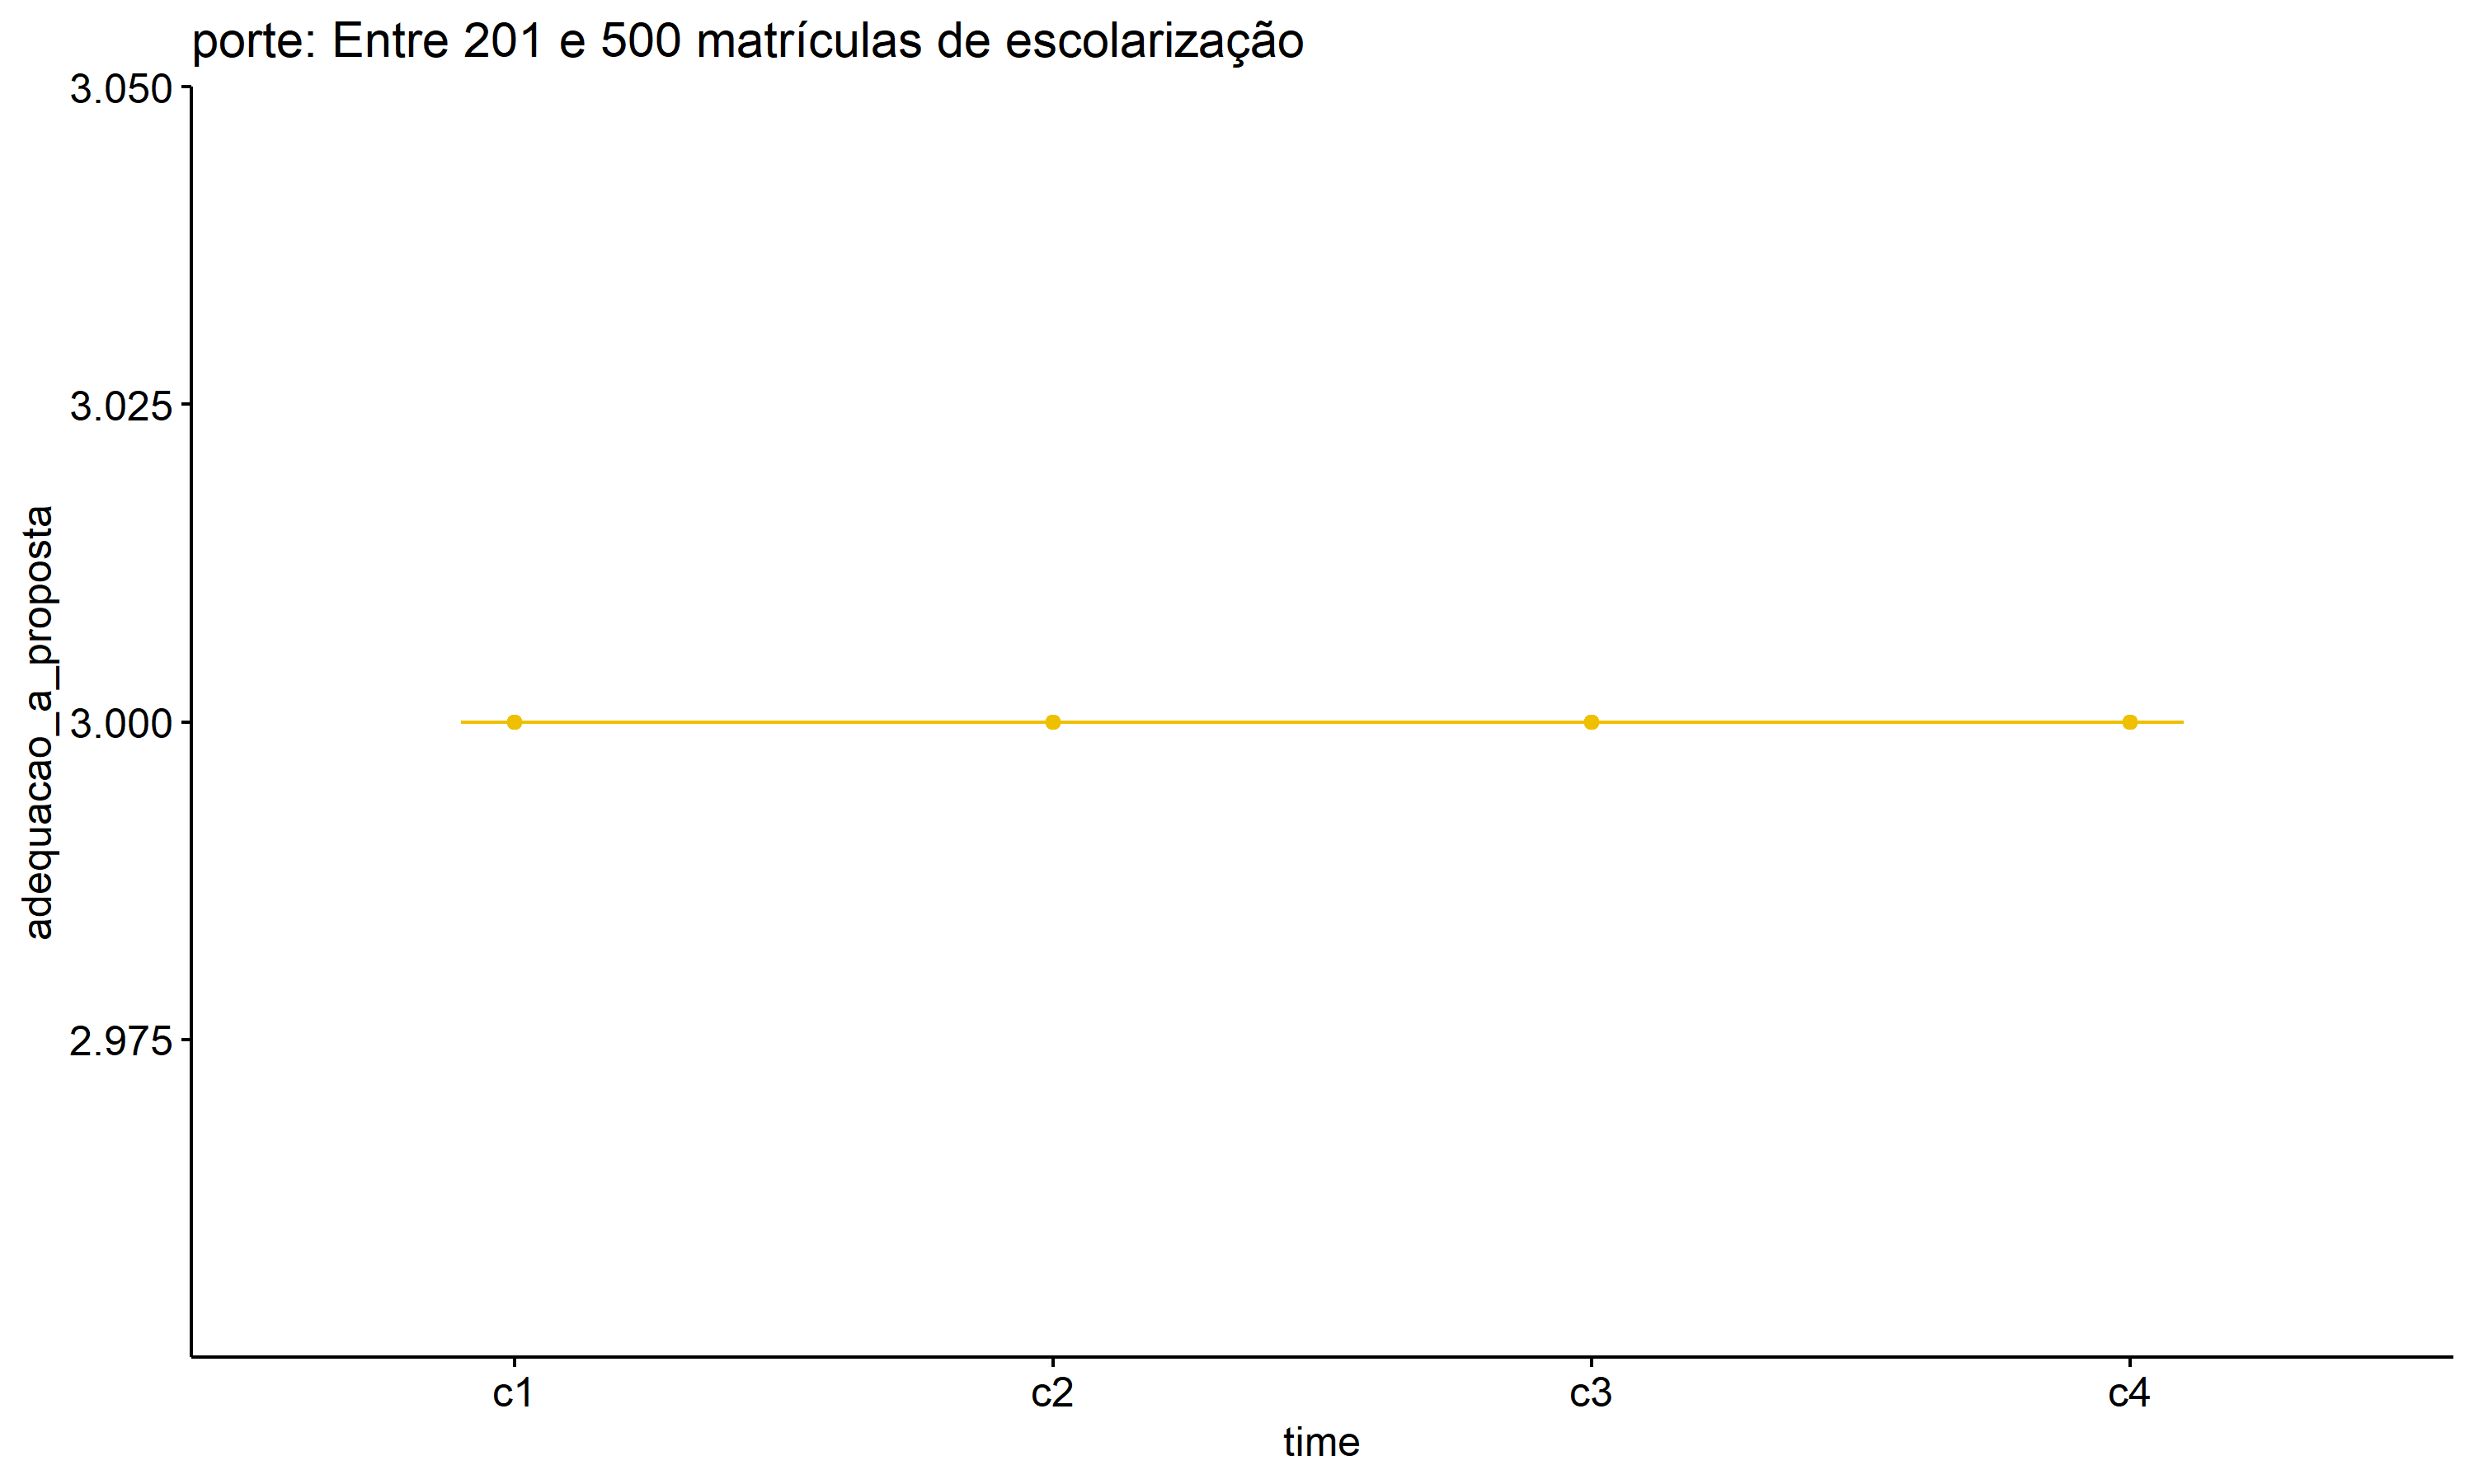 porte: Entre 201 e 500 matrículas de escolarização
3.050
3.025
3.000
2.975
adequacao_a_proposta
c1 c2 c3 c4
time